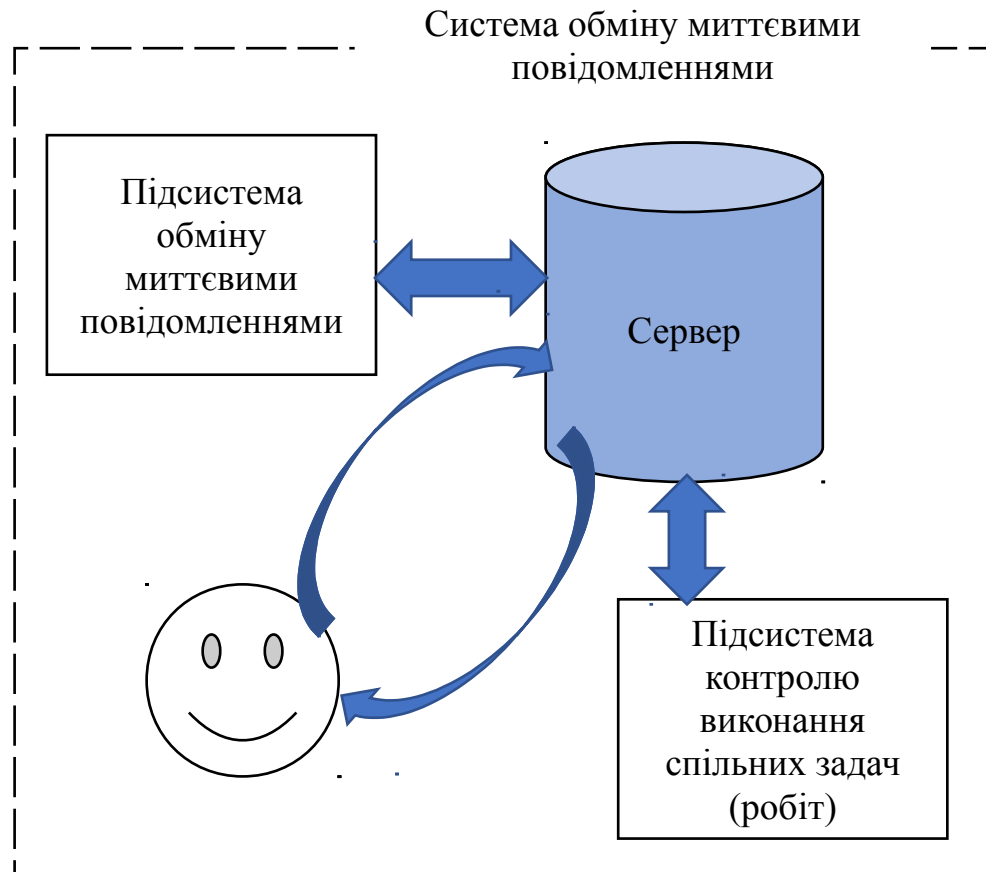 Система обміну миттєвими
повідомленнями
Підсистема
обміну
миттєвими
повідомленнями
Сервер
Підсистема
контролю
виконання
спільних задач
(робіт)